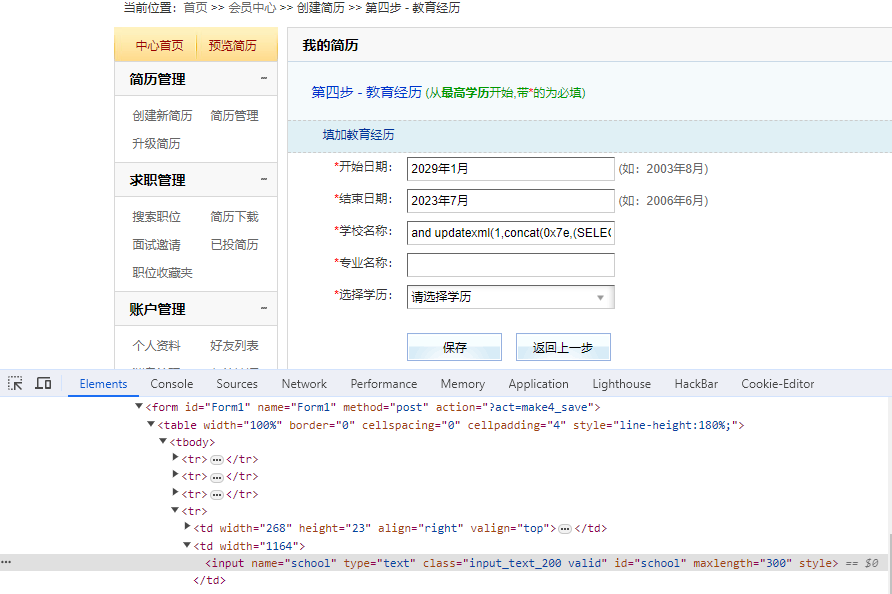 当前位置：首页 >> 会员中心 >> 创建简历 >> 第四步 - 教育经历
中心首页 预览简历
我的简历
简历管理 −
第四步 - 教育经历 (从最高学历开始,带*的为必填)
创建新简历 简历管理
升级简历
填加教育经历
求职管理 −
*开始日期： 2029年1月 (如：2003年8月)
*结束日期： 2023年7月 (如：2006年6月)
搜索职位 简历下载
*学校名称： and updatexml(1,concat(0x7e,(SELEC
面试邀请 已投简历
*专业名称：
职位收藏夹
*选择学历： 请选择学历
账户管理 −
个人资料 好友列表
保存 返回上一步
Elements Console Sources Network Performance Memory Application Lighthouse HackBar Cookie-Editor
<form id="Form1" name="Form1" method="post" action="?act=make4_save">
<table width="100%" border="0" cellspacing="0" cellpadding="4" style="line-height:180%;">
<tbody>
<tr> ⋯ </tr>
<tr> ⋯ </tr>
<tr> ⋯ </tr>
<tr>
<td width="268" height="23" align="right" valign="top"> ⋯ </td>
<td width="1164">
<input name="school" type="text" class="input_text_200 valid" id="school" maxlength="300" style> == $0
</td>